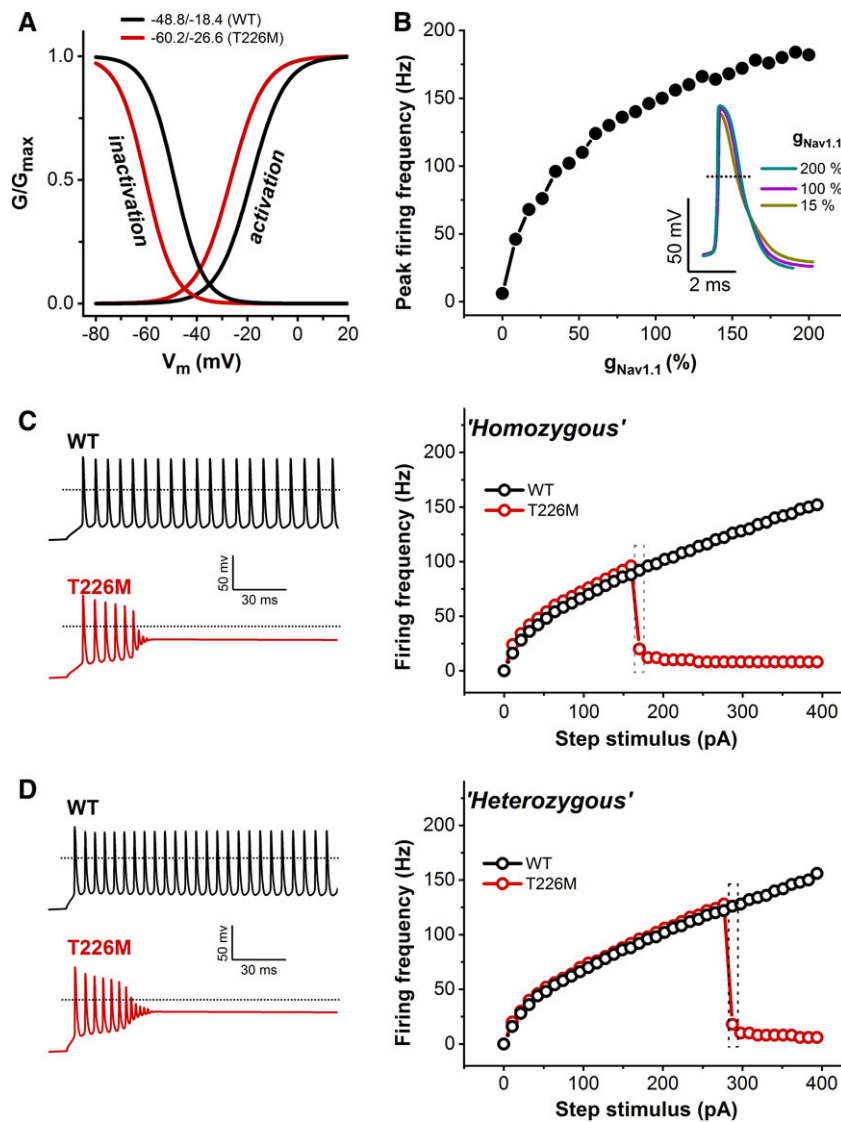 A
-48.8/-18.4 (WT)
-60.2/-26.6 (T226M)
1.0
0.5
0.0
G/Gmax
inactivation
activation
-80 -60 -40 -20 0 20
Vm (mV)
B
200
150
100
50
0
Peak firing frequency (Hz)
gNav1.1
200 %
100 %
15 %
50 mV
2 ms
0 50 100 150 200
gNav1.1 (%)
C
WT
50 mv
30 ms
T226M
'Homozygous'
WT
T226M
200
150
100
50
0
Firing frequency (Hz)
0 100 200 300 400
Step stimulus (pA)
D
WT
50 mv
30 ms
T226M
'Heterozygous'
WT
T226M
200
150
100
50
0
Firing frequency (Hz)
0 100 200 300 400
Step stimulus (pA)